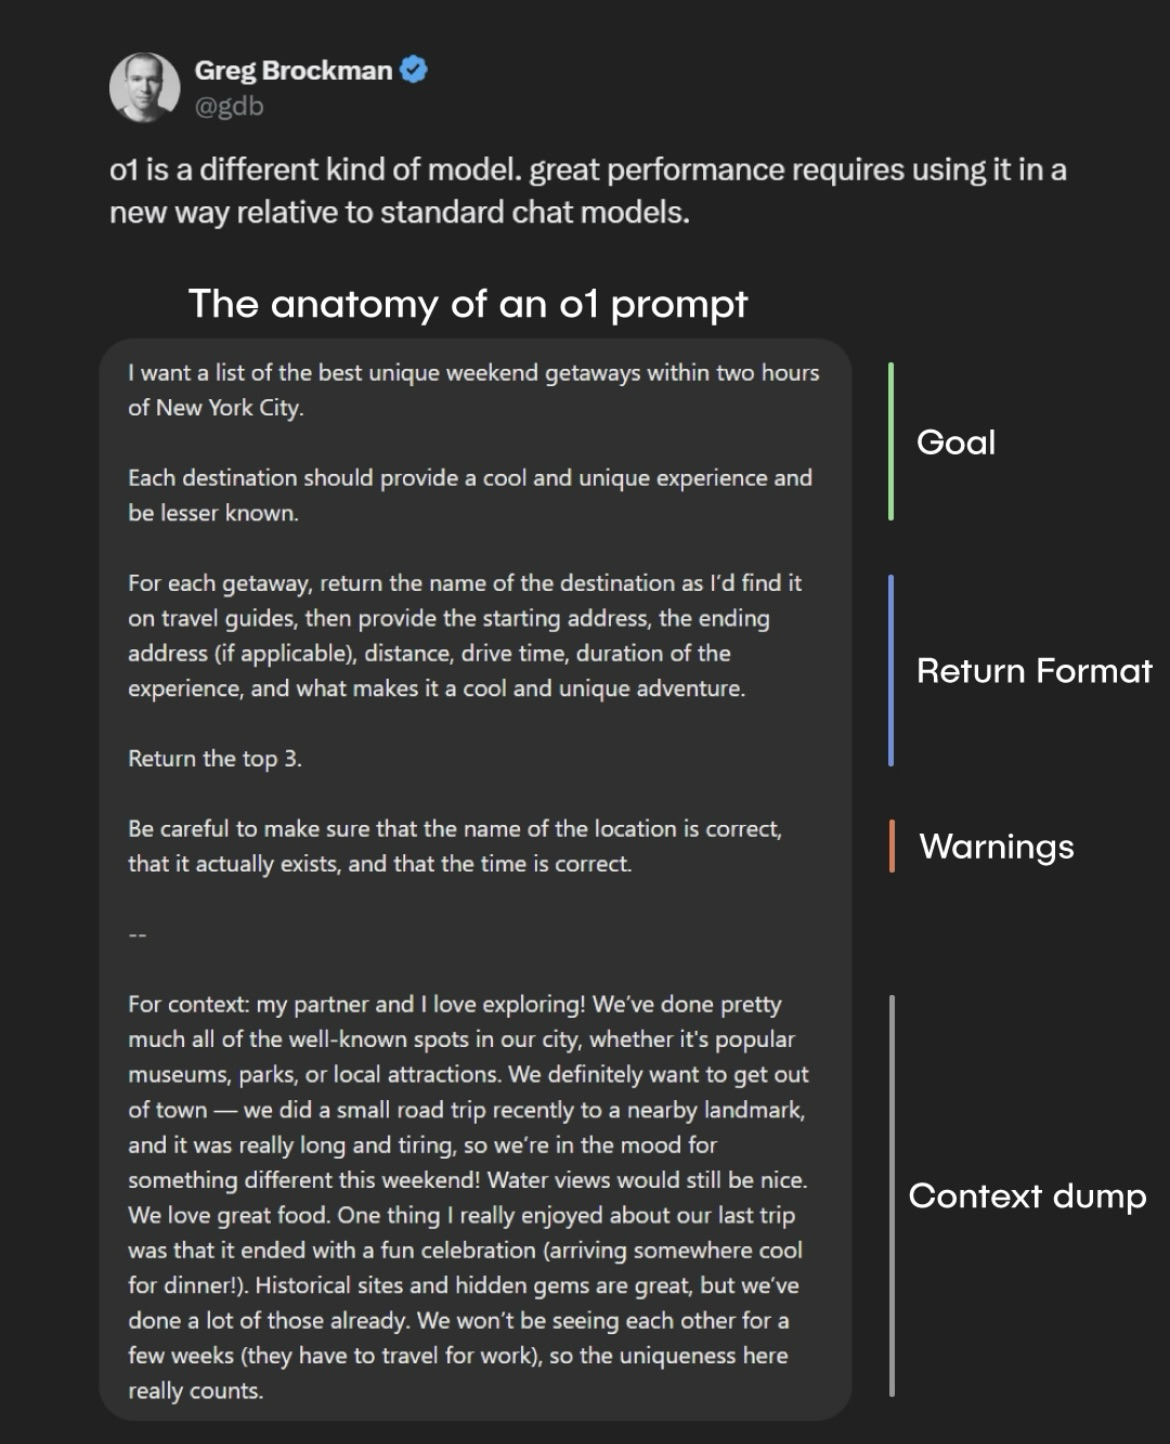 Greg Brockman
@gdb
o1 is a different kind of model. great performance requires using it in a
new way relative to standard chat models.
The anatomy of an o1 prompt
I want a list of the best unique weekend getaways within two hours
of New York City.
Each destination should provide a cool and unique experience and
be lesser known.
Goal
For each getaway, return the name of the destination as I'd find it
on travel guides, then provide the starting address, the ending
address (if applicable), distance, drive time, duration of the
experience, and what makes it a cool and unique adventure.
Return the top 3.
Return Format
Be careful to make sure that the name of the location is correct,
that it actually exists, and that the time is correct.
Warnings
--
For context: my partner and I love exploring! We've done pretty
much all of the well-known spots in our city, whether it's popular
museums, parks, or local attractions. We definitely want to get out
of town — we did a small road trip recently to a nearby landmark,
and it was really long and tiring, so we're in the mood for
something different this weekend! Water views would still be nice.
We love great food. One thing I really enjoyed about our last trip
was that it ended with a fun celebration (arriving somewhere cool
for dinner!). Historical sites and hidden gems are great, but we've
done a lot of those already. We won't be seeing each other for a
few weeks (they have to travel for work), so the uniqueness here
really counts.
Context dump